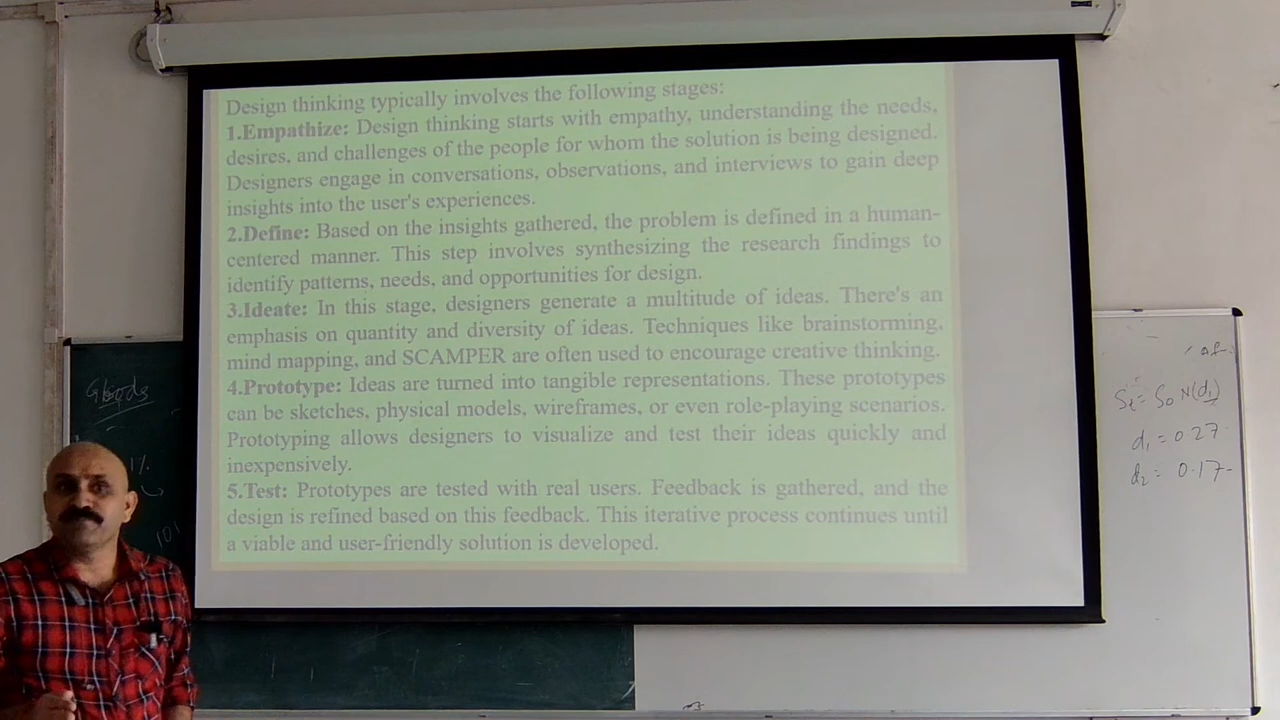 Design thinking typically involves the following stages:
1.Empathize: Design thinking starts with empathy, understanding the needs,
desires, and challenges of the people for whom the solution is being designed.
Designers engage in conversations, observations, and interviews to gain deep
insights into the user's experiences.
2.Define: Based on the insights gathered, the problem is defined in a human-
centered manner. This step involves synthesizing the research findings to
identify patterns, needs, and opportunities for design.
3.Ideate: In this stage, designers generate a multitude of ideas. There's an
emphasis on quantity and diversity of ideas. Techniques like brainstorming,
mind mapping, and SCAMPER are often used to encourage creative thinking.
4.Prototype: Ideas are turned into tangible representations. These prototypes
can be sketches, physical models, wireframes, or even role-playing scenarios.
Prototyping allows designers to visualize and test their ideas quickly and
inexpensively.
5.Test: Prototypes are tested with real users. Feedback is gathered, and the
design is refined based on this feedback. This iterative process continues until
a viable and user-friendly solution is developed.
1%
101
S₀ N(d₁)
d₁ = 0.27
d₂ = 0.17